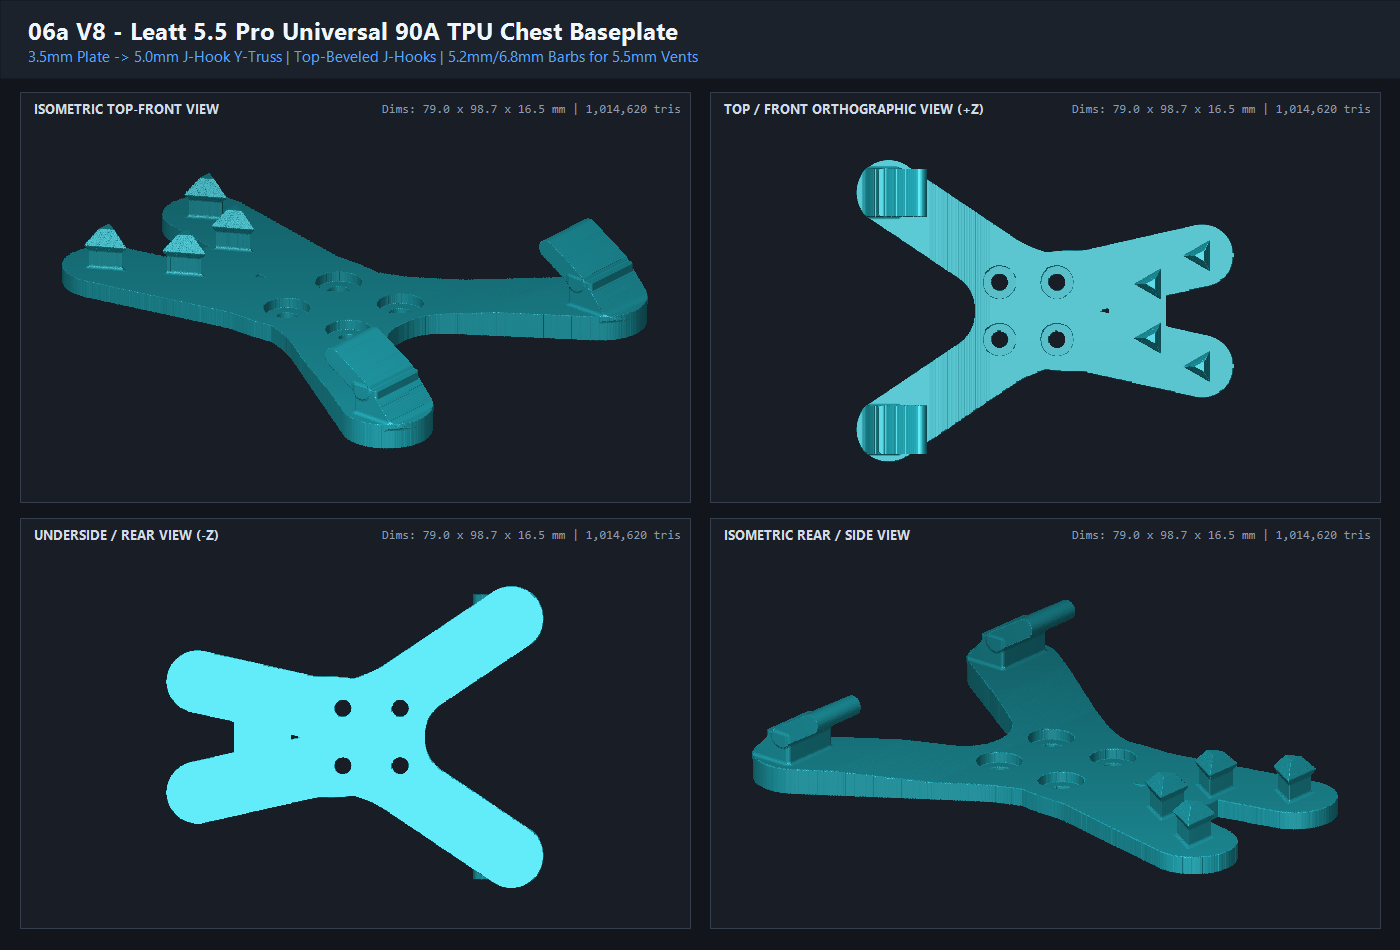 06a V8 - Leatt 5.5 Pro Universal 90A TPU Chest Baseplate
3.5mm Plate -> 5.0mm J-Hook Y-Truss | Top-Beveled J-Hooks | 5.2mm/6.8mm Barbs for 5.5mm Vents
ISOMETRIC TOP-FRONT VIEW
Dims: 79.0 x 98.7 x 16.5 mm | 1,014,620 tris
TOP / FRONT ORTHOGRAPHIC VIEW (+Z)
Dims: 79.0 x 98.7 x 16.5 mm | 1,014,620 tris
UNDERSIDE / REAR VIEW (-Z)
Dims: 79.0 x 98.7 x 16.5 mm | 1,014,620 tris
ISOMETRIC REAR / SIDE VIEW
Dims: 79.0 x 98.7 x 16.5 mm | 1,014,620 tris